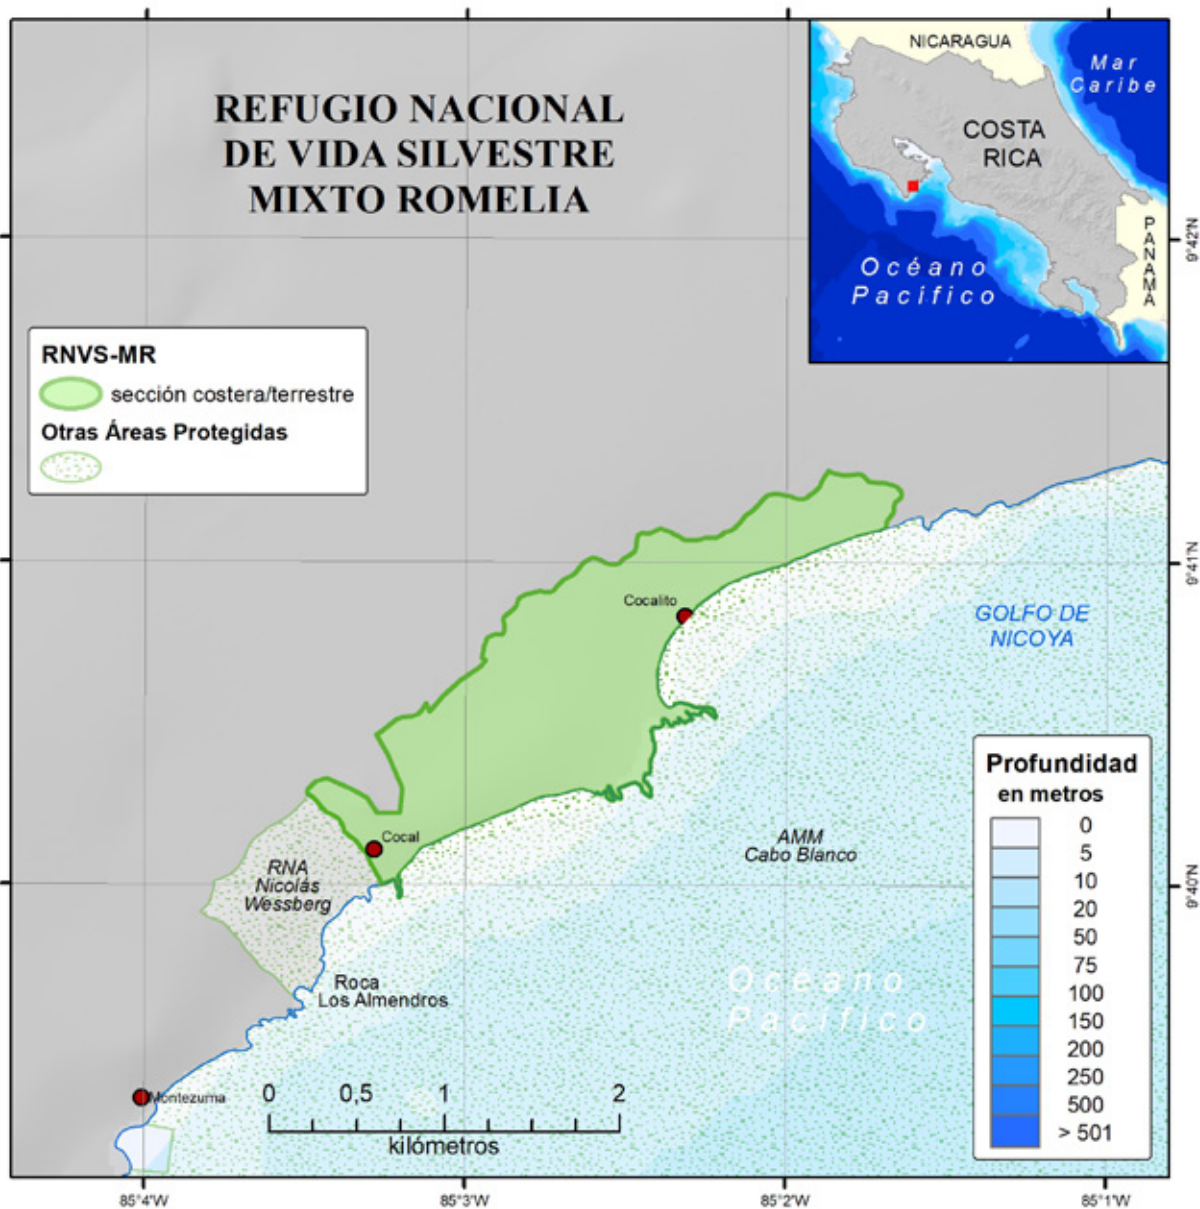 REFUGIO NACIONAL
DE VIDA SILVESTRE
MIXTO ROMELIA
NICARAGUA
Mar
Caribe
COSTA
RICA
PANAMÁ
Océano
Pacífico
RNVS-MR
sección costera/terrestre
Otras Áreas Protegidas
9°42'N
9°41'N
9°40'N
Cocalito
GOLFO DE
NICOYA
Cocal
AMM
Cabo Blanco
RNA
Nicolás
Wessberg
Roca
Los Almendros
Océano
Pacífico
Montezuma
Profundidad
en metros
0
5
10
20
50
75
100
150
200
250
500
> 501
0 0,5 1 2
kilómetros
85°4'W 85°3'W 85°2'W 85°1'W